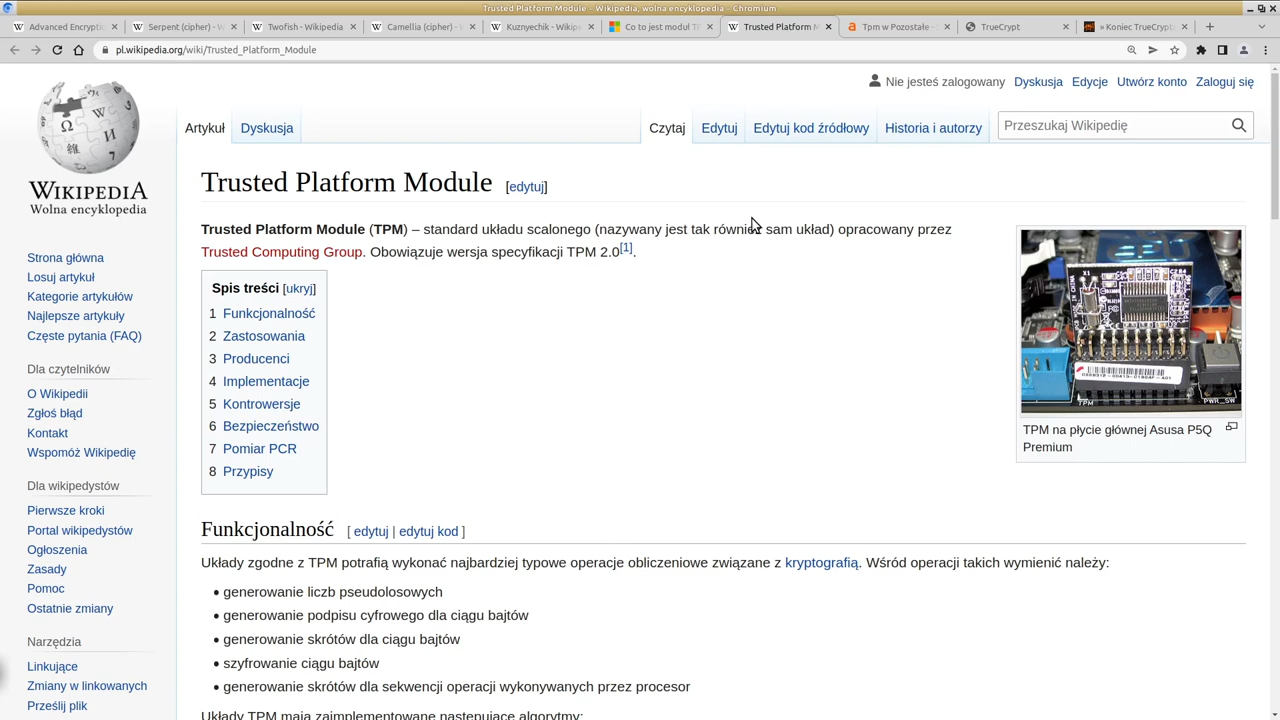 Trusted Platform Module – Wikipedia, wolna encyklopedia – Chromium
Advanced Encryptio
Serpent (cipher) - W
Twofish - Wikipedia
Camellia (cipher) - W
Kuznyechik - Wikipe
Co to jest moduł TP
Trusted Platform M
Tpm w Pozostałe -
TrueCrypt
» Koniec TrueCrypt
pl.wikipedia.org/wiki/Trusted_Platform_Module
Nie jesteś zalogowany Dyskusja Edycje Utwórz konto Zaloguj się
Artykuł Dyskusja Czytaj Edytuj Edytuj kod źródłowy Historia i autorzy Przeszukaj Wikipedię
WIKIPEDIA
Wolna encyklopedia
Strona główna
Losuj artykuł
Kategorie artykułów
Najlepsze artykuły
Częste pytania (FAQ)
Dla czytelników
O Wikipedii
Zgłoś błąd
Kontakt
Wspomóż Wikipedię
Dla wikipedystów
Pierwsze kroki
Portal wikipedystów
Ogłoszenia
Zasady
Pomoc
Ostatnie zmiany
Narzędzia
Linkujące
Zmiany w linkowanych
Prześlij plik
Trusted Platform Module [edytuj]
Trusted Platform Module (TPM) – standard układu scalonego (nazywany jest tak również sam układ) opracowany przez
Trusted Computing Group. Obowiązuje wersja specyfikacji TPM 2.0[1].
Spis treści [ukryj]
1 Funkcjonalność
2 Zastosowania
3 Producenci
4 Implementacje
5 Kontrowersje
6 Bezpieczeństwo
7 Pomiar PCR
8 Przypisy
X1
TPM
PWR_SW
TPM na płycie głównej Asusa P5Q
Premium
Funkcjonalność [ edytuj | edytuj kod ]
Układy zgodne z TPM potrafią wykonać najbardziej typowe operacje obliczeniowe związane z kryptografią. Wśród operacji takich wymienić należy:
• generowanie liczb pseudolosowych
• generowanie podpisu cyfrowego dla ciągu bajtów
• generowanie skrótów dla ciągu bajtów
• szyfrowanie ciągu bajtów
• generowanie skrótów dla sekwencji operacji wykonywanych przez procesor
Układy TPM mają zaimplementowane następujące algorytmy: